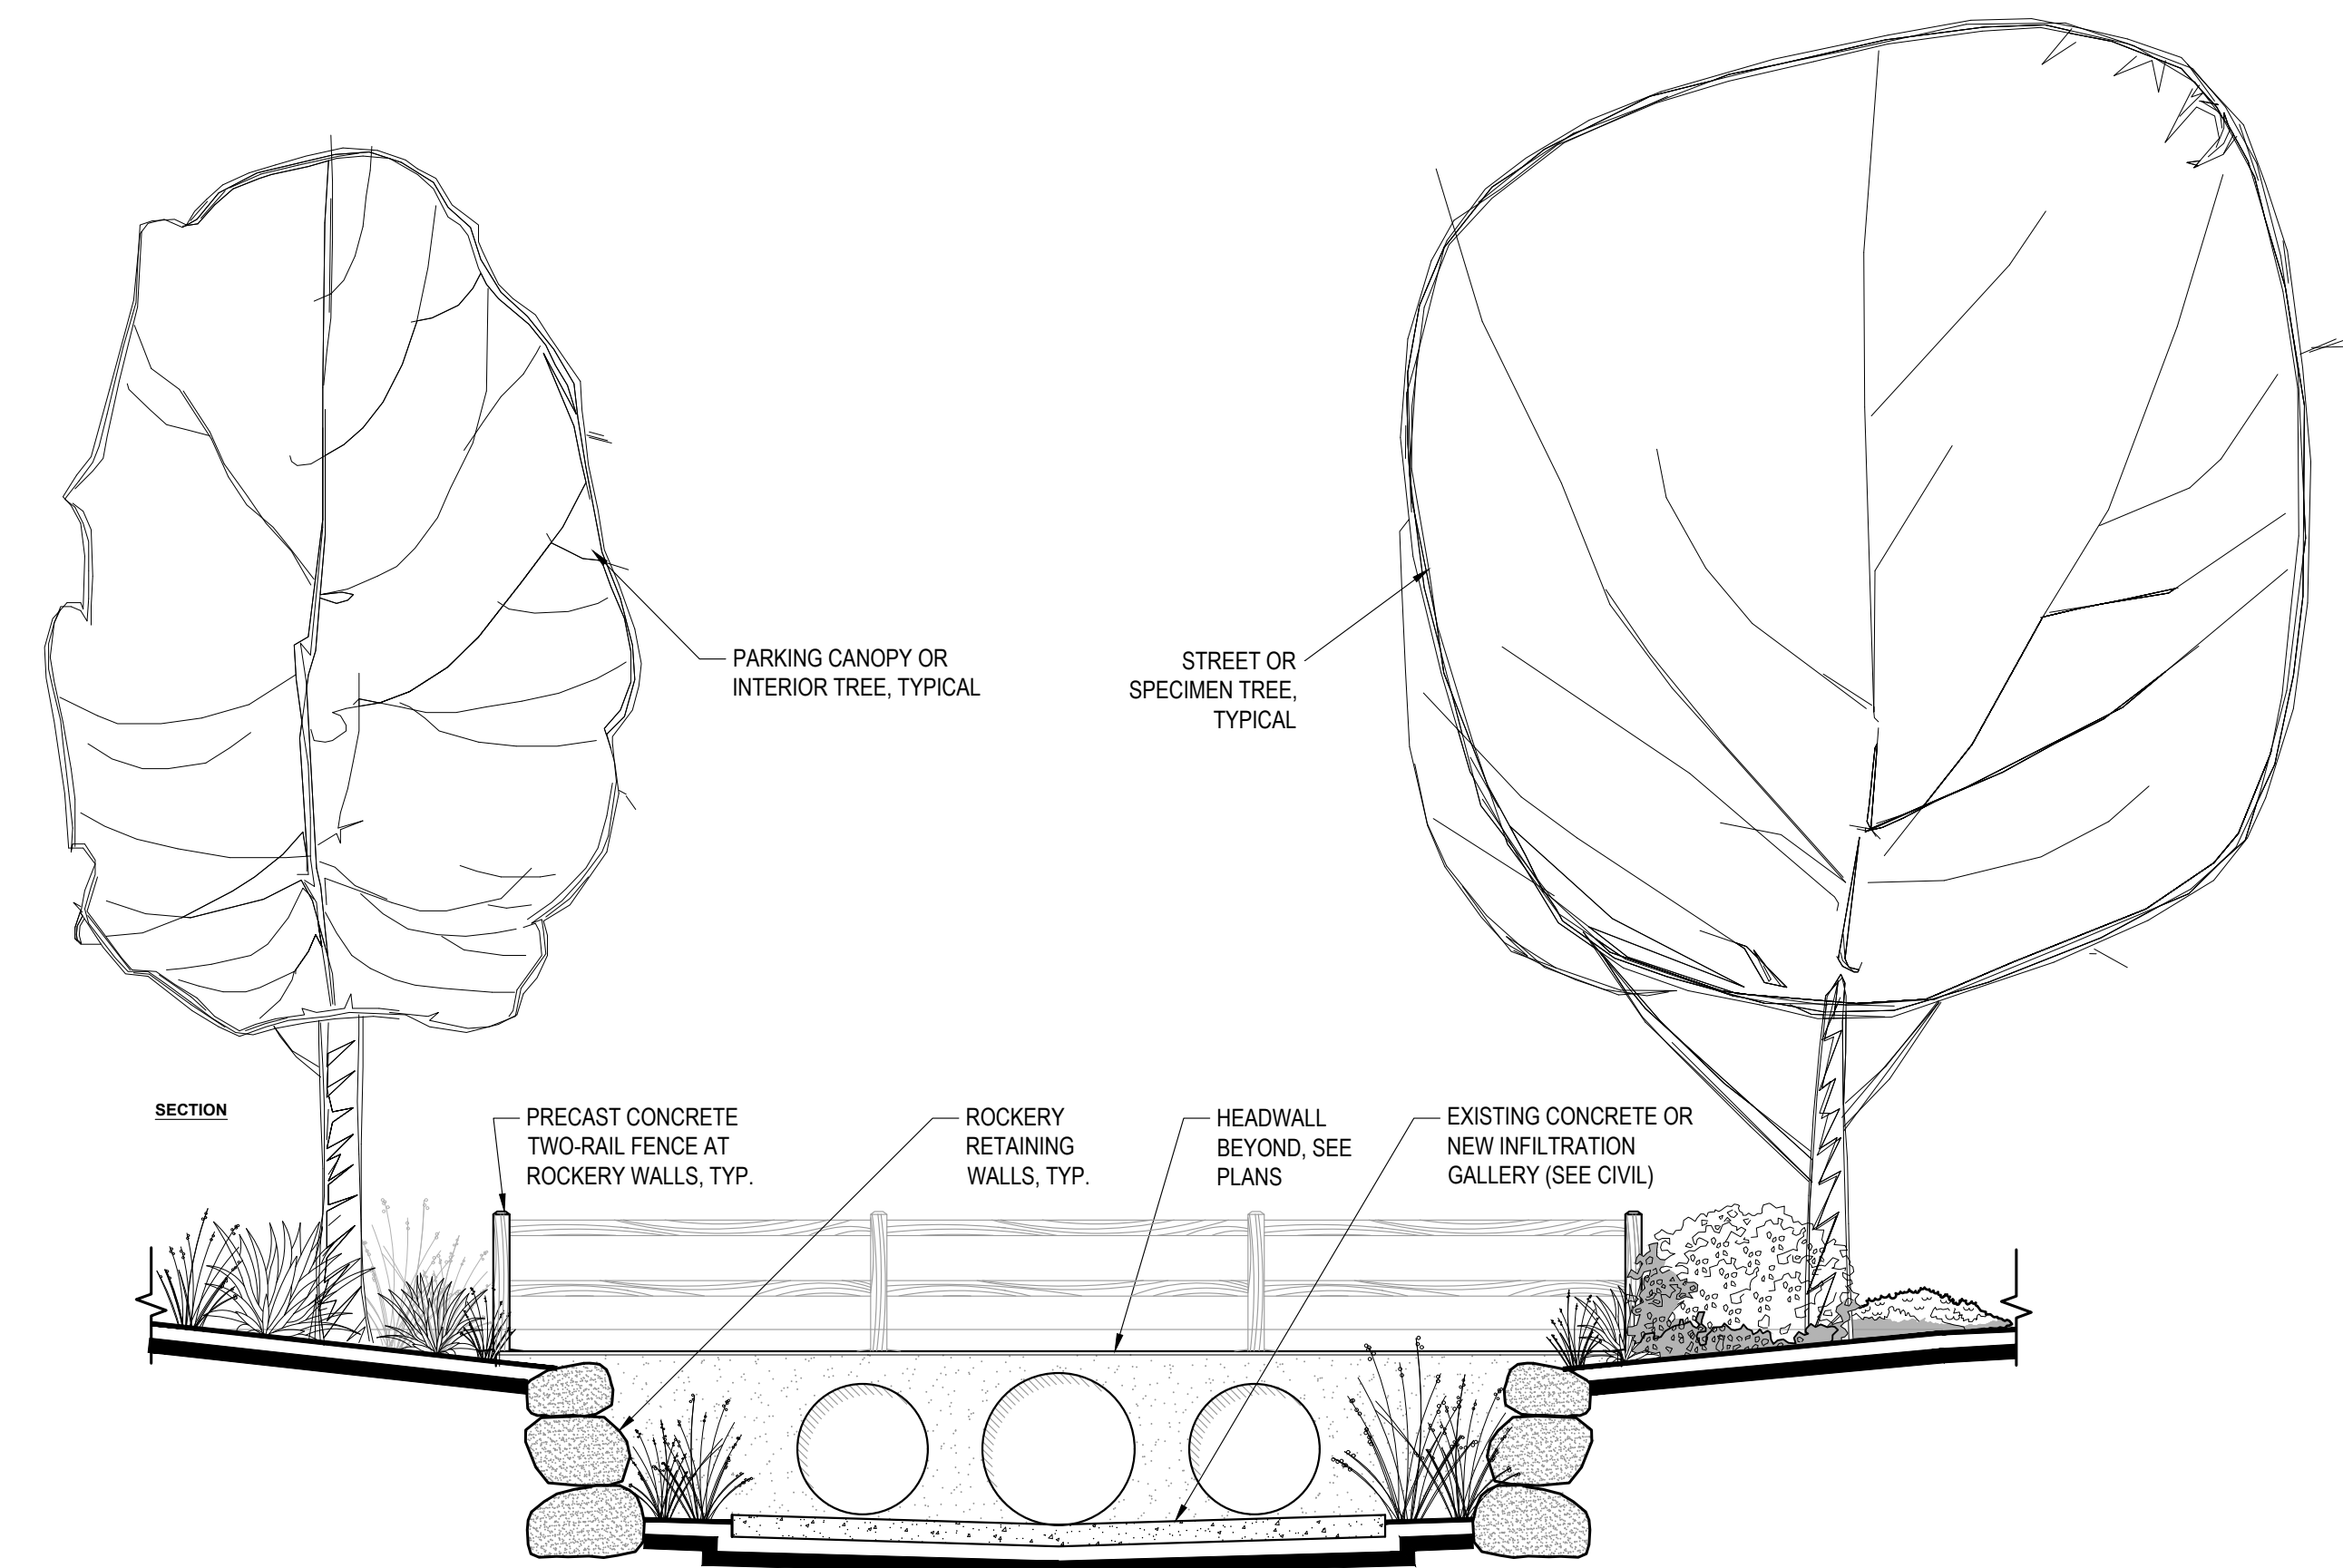 PARKING CANOPY OR
INTERIOR TREE, TYPICAL
STREET OR
SPECIMEN TREE,
TYPICAL
SECTION
PRECAST CONCRETE
TWO-RAIL FENCE AT
ROCKERY WALLS, TYP.
ROCKERY
RETAINING
WALLS, TYP.
HEADWALL
BEYOND, SEE
PLANS
EXISTING CONCRETE OR
NEW INFILTRATION
GALLERY (SEE CIVIL)